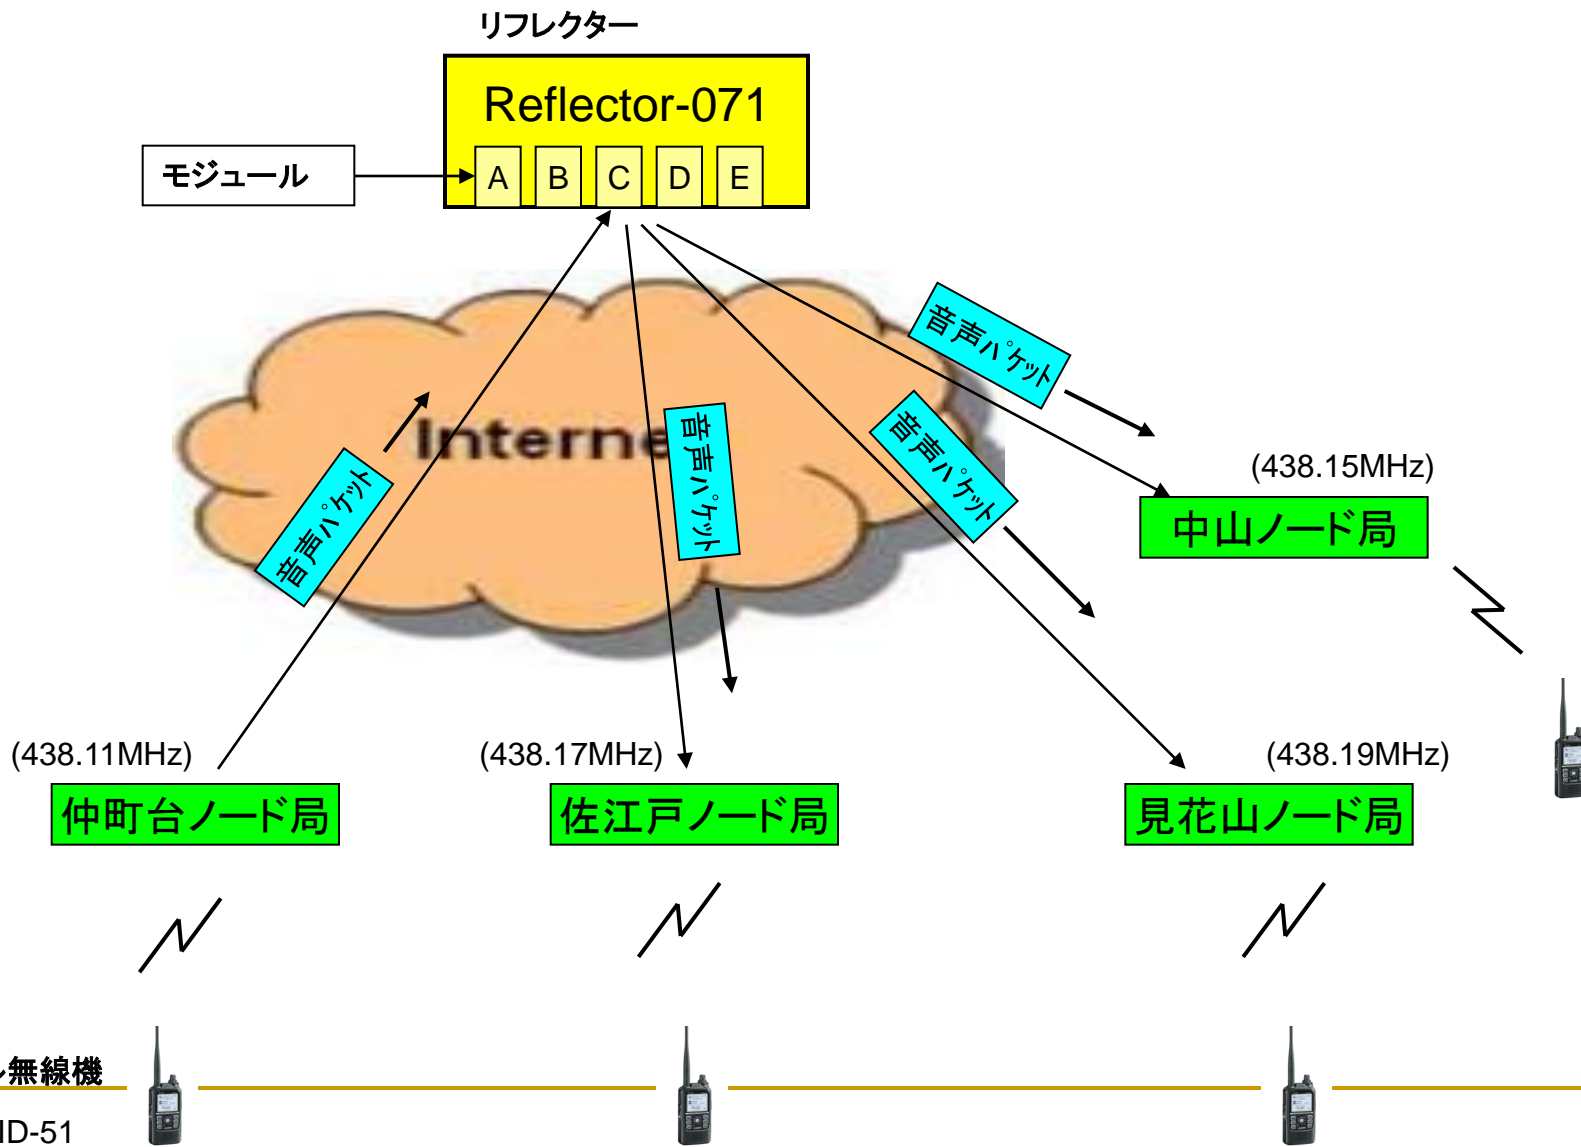 リフレクター
Reflector-071
モジュール
A B C D E
音声パケット
音声パケット
音声パケット
音声パケット
(438.15MHz)
中山ノード局
(438.11MHz)
(438.17MHz)
(438.19MHz)
仲町台ノード局
佐江戸ノード局
見花山ノード局
無線機
D-51